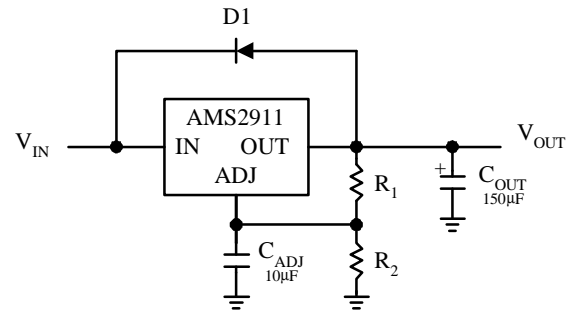 D1
AMS2911
V_IN
IN OUT
V_OUT
ADJ
R_1
+
C_OUT
150μF
C_ADJ
10μF
R_2